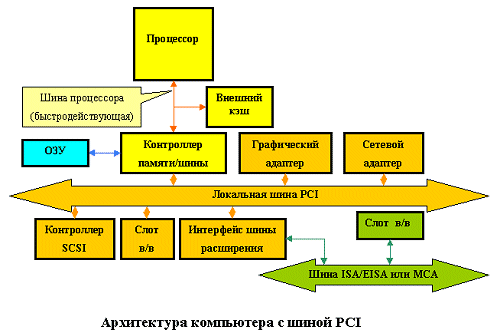 Процессор
Шина процессора
(быстродействующая)
Внешний
кэш
ОЗУ
Контроллер
памяти/шины
Графический
адаптер
Сетевой
адаптер
Локальная шина PCI
Контроллер
SCSI
Слот
в/в
Интерфейс шины
расширения
Слот в/в
Шина ISA/EISA или MCA
Архитектура компьютера с шиной PCI